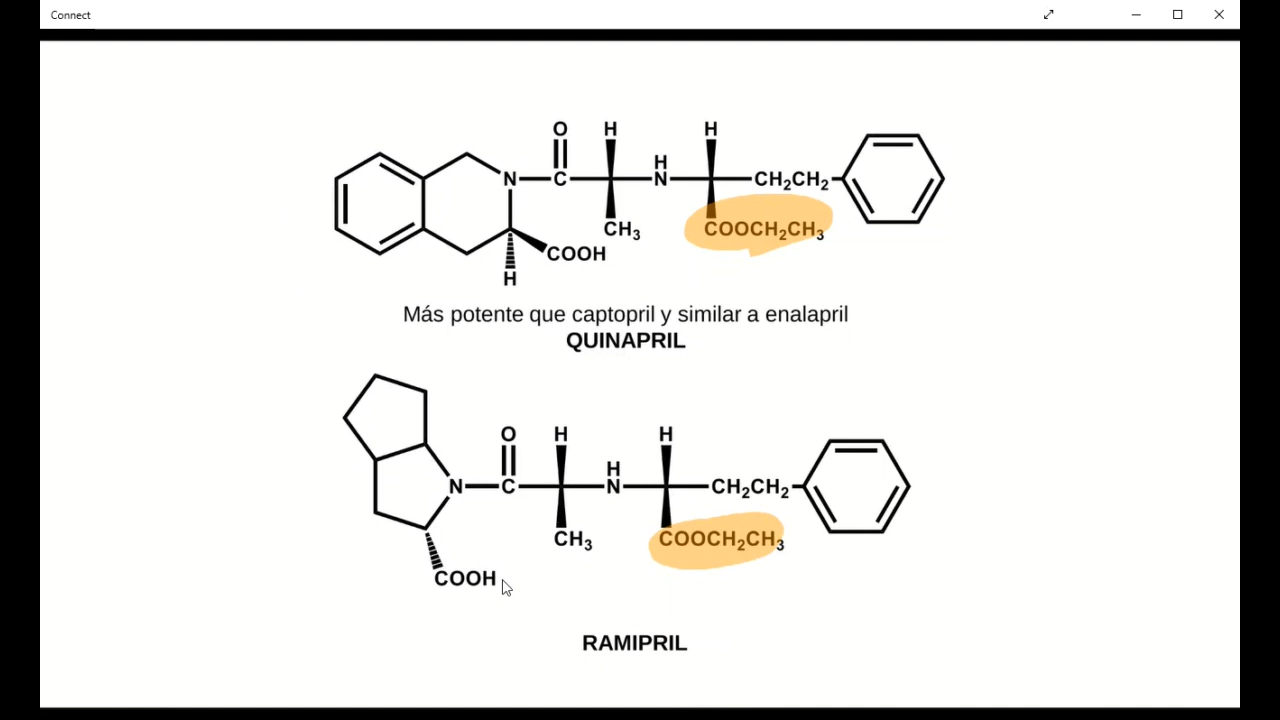 Connect
O H H
H
N C N CH₂CH₂
CH₃ COOCH₂CH₃
COOH
H
Más potente que captopril y similar a enalapril
QUINAPRIL
O H H
H
N C N CH₂CH₂
CH₃ COOCH₂CH₃
COOH
RAMIPRIL